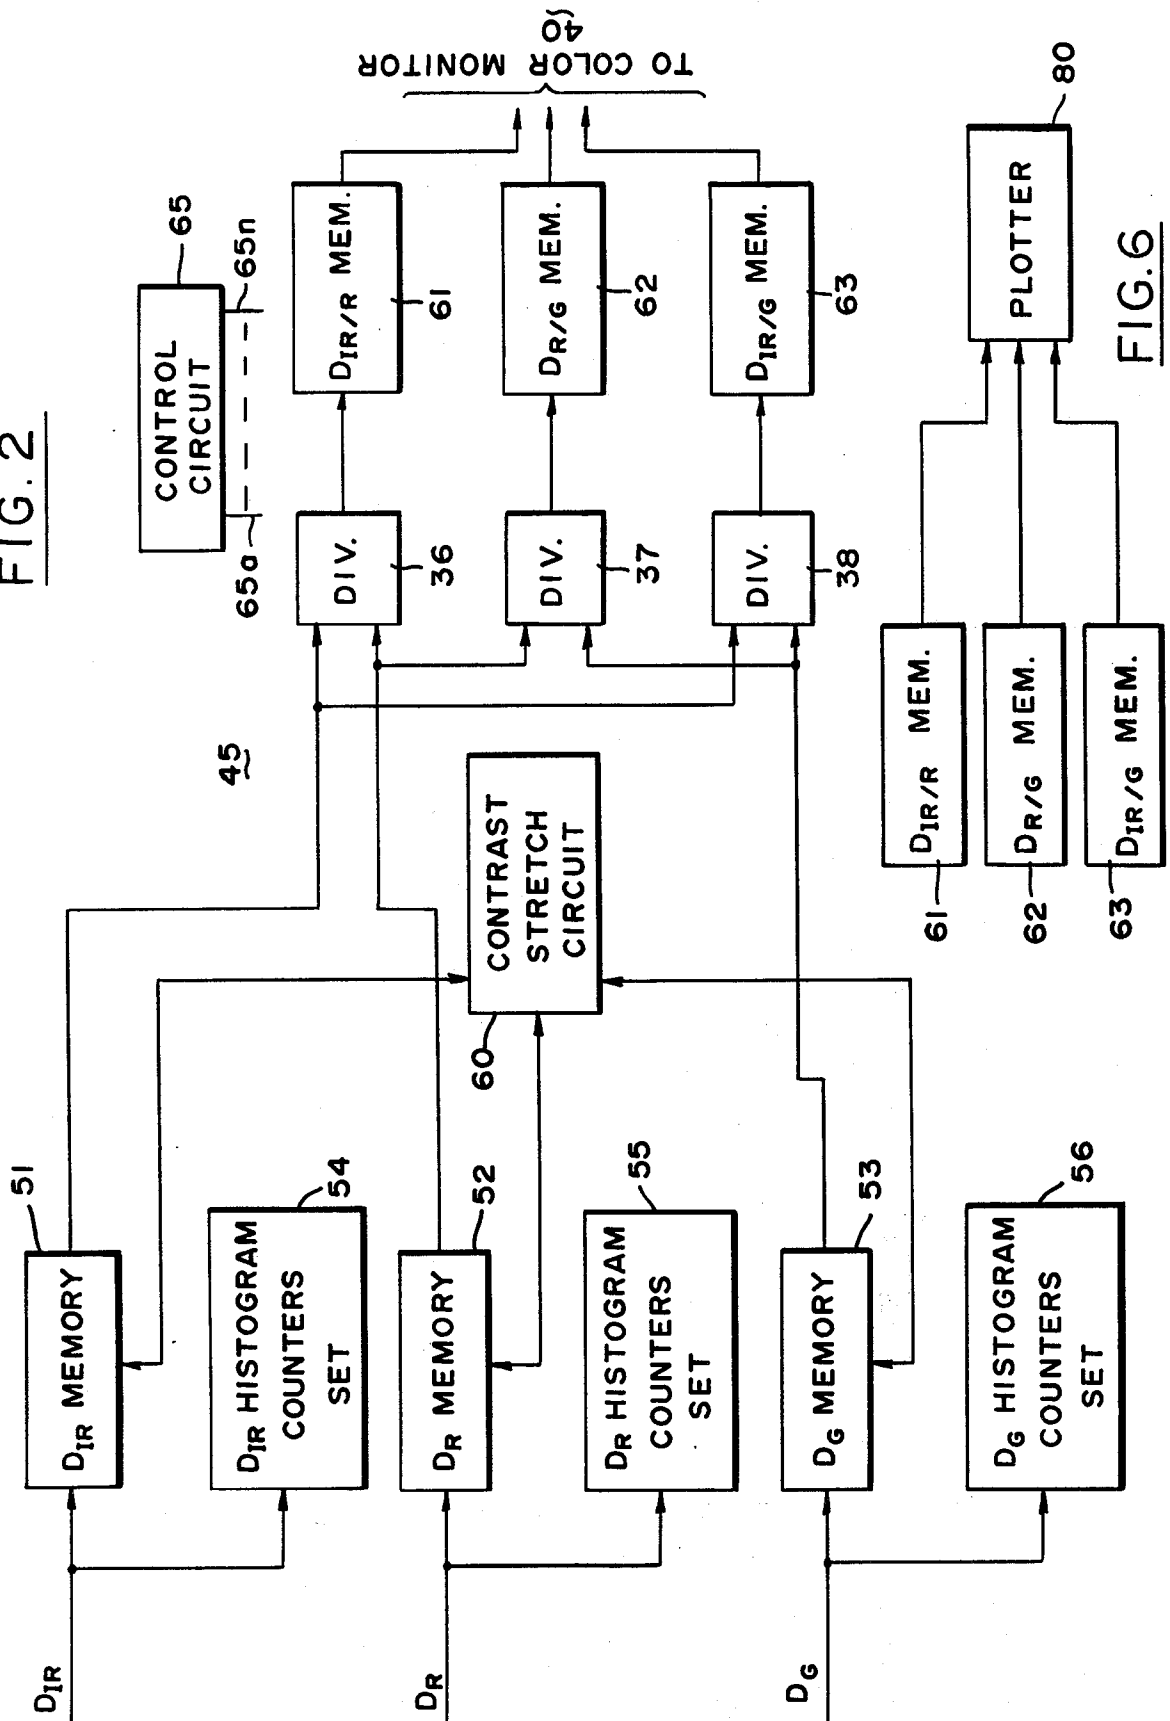 FIG. 2
DIR
DIR MEMORY
51
DIR HISTOGRAM
COUNTERS
SET
54
DR
DR MEMORY
52
DR HISTOGRAM
COUNTERS
SET
55
DG
DG MEMORY
53
DG HISTOGRAM
COUNTERS
SET
56
45
CONTRAST
STRETCH
CIRCUIT
60
CONTROL
CIRCUIT
65
65a
65n
DIV.
36
DIV.
37
DIV.
38
DIR/R MEM.
61
DR/G MEM.
62
DIR/G MEM.
63
TO COLOR MONITOR
40
DIR/R MEM.
61
DR/G MEM.
62
DIR/G MEM.
63
PLOTTER
80
FIG. 6